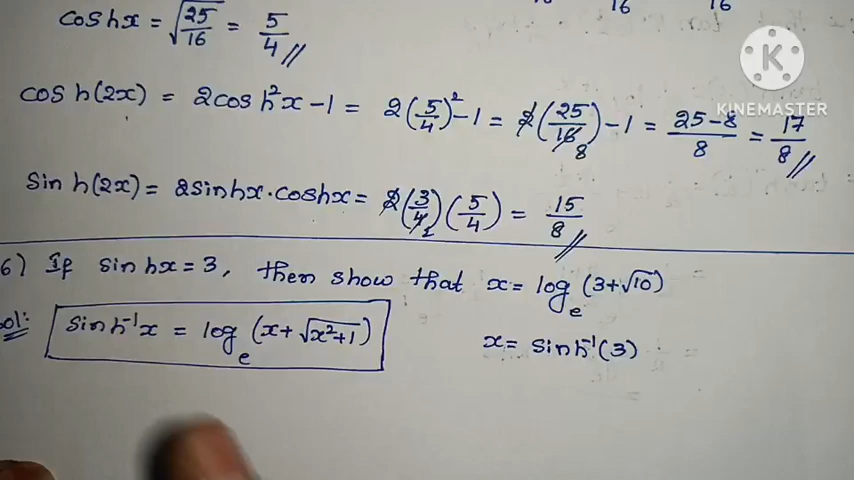 16 16
coshx = √25/16 = 5/4 //
K
KINEMASTER
cosh(2x) = 2cosh²x - 1 = 2(5/4)² - 1 = 2(25/16 8) - 1 = 25-8/8 = 17/8 //
sinh(2x) = 2sinhx.coshx = 2(3/4 2)(5/4) = 15/8 //
6) If sinhx = 3, then show that x = logₑ(3+√10)
sol: sinh⁻¹x = logₑ(x+√x²+1) x = sinh⁻¹(3)